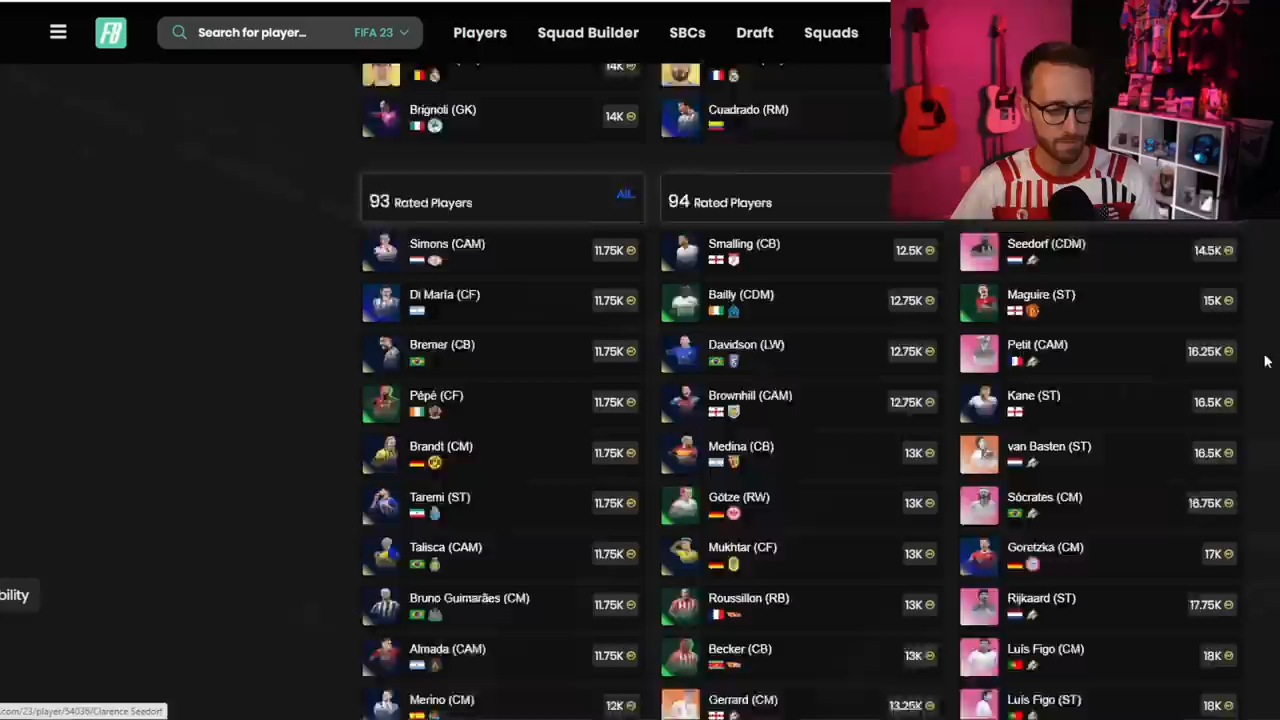 FB
Search for player...
FIFA 23
Players
Squad Builder
SBCs
Draft
Squads
14K
Brignoli (GK)
14K
Cuadrado (RM)
93 Rated Players
All..
Simons (CAM)
11.75K
Di María (CF)
11.75K
Bremer (CB)
11.75K
Pépé (CF)
11.75K
Brandt (CM)
11.75K
Taremi (ST)
11.75K
Talisca (CAM)
11.75K
Bruno Guimarães (CM)
11.75K
Almada (CAM)
11.75K
Merino (CM)
12K
94 Rated Players
Smalling (CB)
12.5K
Bailly (CDM)
12.75K
Davidson (LW)
12.75K
Brownhill (CAM)
12.75K
Medina (CB)
13K
Götze (RW)
13K
Mukhtar (CF)
13K
Roussillon (RB)
13K
Becker (CB)
13K
Gerrard (CM)
13.25K
Seedorf (CDM)
14.5K
Maguire (ST)
15K
Petit (CAM)
16.25K
Kane (ST)
16.5K
van Basten (ST)
16.5K
Sócrates (CM)
16.75K
Goretzka (CM)
17K
Rijkaard (ST)
17.75K
Luís Figo (CM)
18K
Luís Figo (ST)
18K
bility
.com/23/player/54036/Clarence Seedorf